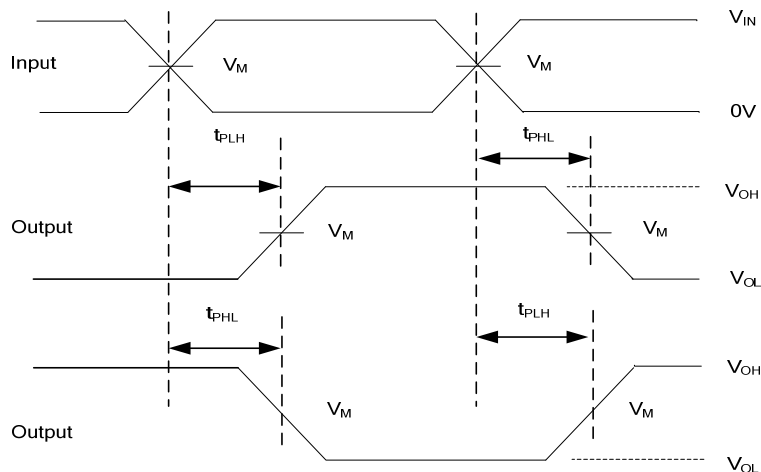 V_IN
Input
V_M
V_M
0V
t_PLH
t_PHL
V_OH
Output
V_M
V_M
V_OL
t_PHL
t_PLH
V_OH
V_M
V_M
Output
V_OL